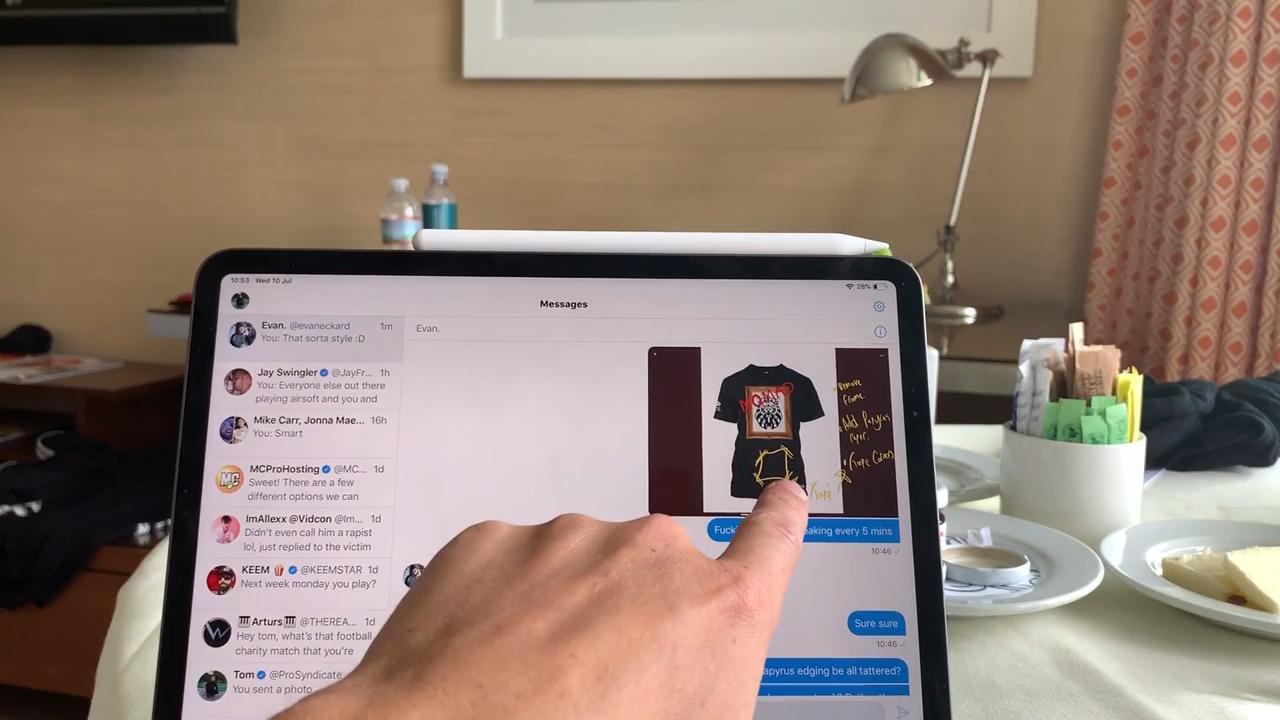 10:53 Wed 10 Jul
28%
Messages
Evan. @evaneckard 1m
You: That sorta style :D
Jay Swingler @JayFr... 1h
You: Everyone else out there
playing airsoft and you and
Mike Carr, Jonna Mae... 16h
You: Smart
MCProHosting @MC... 1d
Sweet! There are a few
different options we can
ImAllexx @Vidcon @Im... 1d
Didn't even call him a rapist
lol, just replied to the victim
KEEM @KEEMSTAR 1d
Next week monday you play?
Arturs @THEREA... 1d
Hey tom, what's that football
charity match that you're
Tom @ProSyndicate
You sent a photo
Evan.
NOMAD
Remove
frame.
Add Papyrus
Paper.
Rope Corners
Rope
eaking every 5 mins
10:46
Sure sure
10:46
apyrus edging be all tattered?